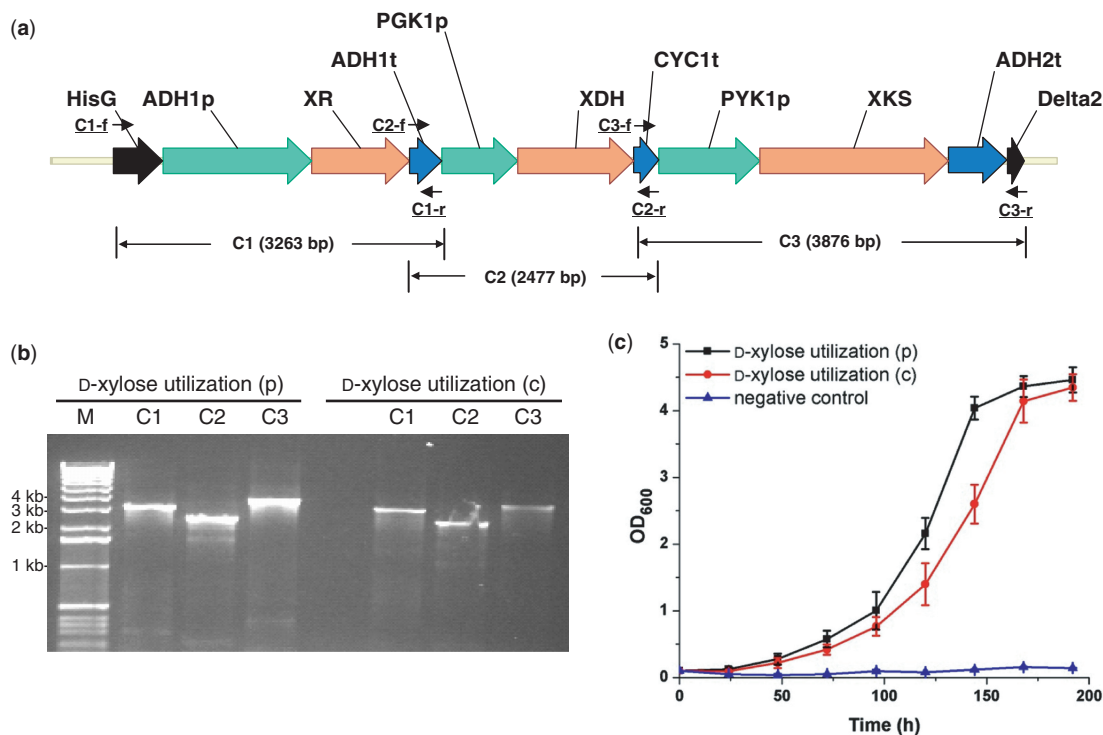 (a)
PGK1p
ADH1t
CYC1t
ADH2t
HisG
ADH1p
XR
XDH
PYK1p
XKS
Delta2
C1-f
C2-f
C3-f
C1-r
C2-r
C3-r
C1 (3263 bp)
C3 (3876 bp)
C2 (2477 bp)
(b)
D-xylose utilization (p)
D-xylose utilization (c)
M C1 C2 C3 C1 C2 C3
4 kb-
3 kb-
2 kb-
1 kb-
(c)
D-xylose utilization (p)
D-xylose utilization (c)
negative control
OD600
5
4
3
2
1
0
0 50 100 150 200
Time (h)